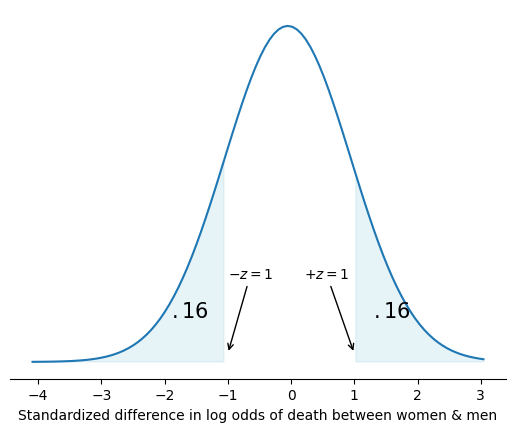 −z = 1
+z = 1
.16
.16
−4 −3 −2 −1 0 1 2 3
Standardized difference in log odds of death between women & men